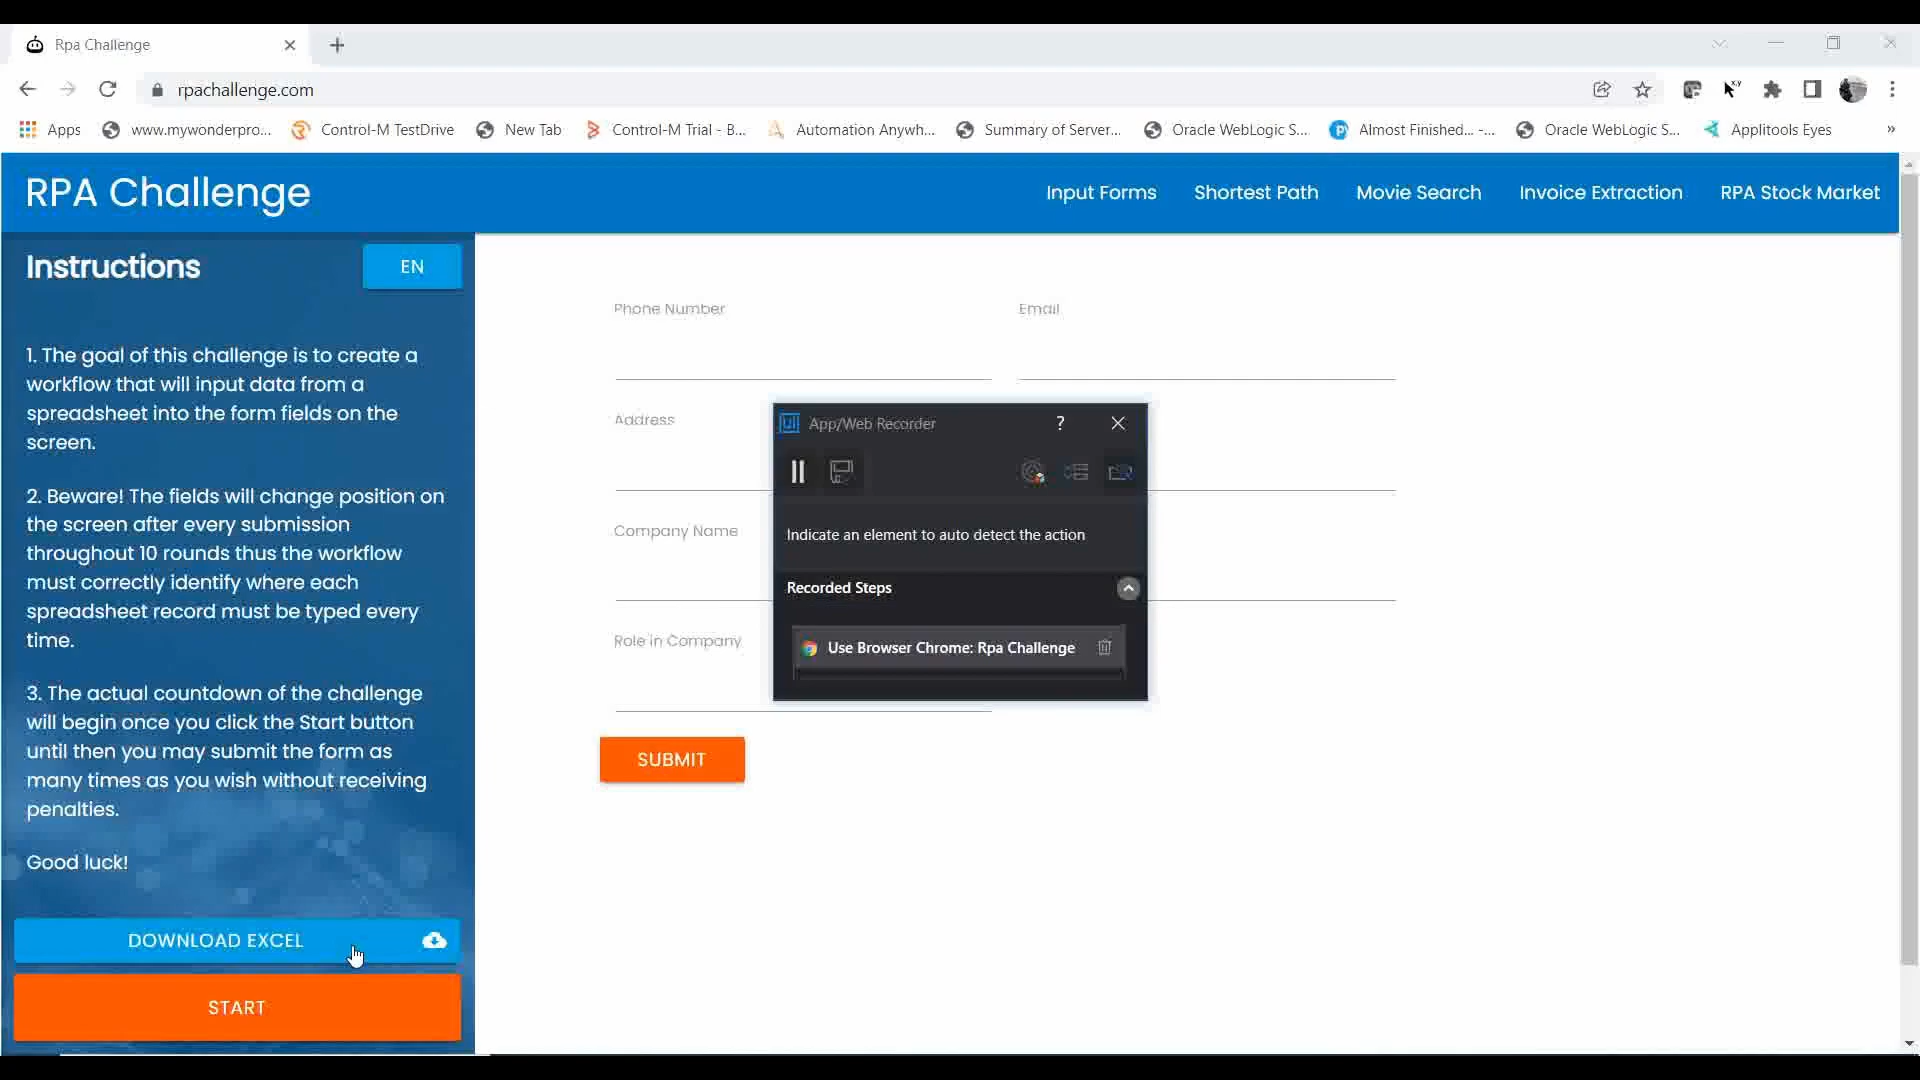 Rpa Challenge
rpachallenge.com
Apps www.mywonderpro... Control-M TestDrive New Tab Control-M Trial - B... Automation Anywh... Summary of Server... Oracle WebLogic S... Almost Finished... -... Oracle WebLogic S... Applitools Eyes »
RPA Challenge
Input Forms Shortest Path Movie Search Invoice Extraction RPA Stock Market
Instructions
EN
1. The goal of this challenge is to create a
workflow that will input data from a
spreadsheet into the form fields on the
screen.
2. Beware! The fields will change position on
the screen after every submission
throughout 10 rounds thus the workflow
must correctly identify where each
spreadsheet record must be typed every
time.
3. The actual countdown of the challenge
will begin once you click the Start button
until then you may submit the form as
many times as you wish without receiving
penalties.
Good luck!
DOWNLOAD EXCEL
START
Phone Number
Email
Address
Company Name
Role in Company
SUBMIT
Ui App/Web Recorder ?
Indicate an element to auto detect the action
Recorded Steps
Use Browser Chrome: Rpa Challenge